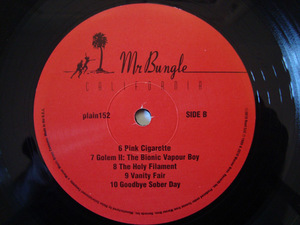 Mr Bungle
CALIFORNIA
plain152 SIDE B
6 Pink Cigarette
7 Golem II: The Bionic Vapour Boy
8 The Holy Filament
9 Vanity Fair
10 Goodbye Sober Day